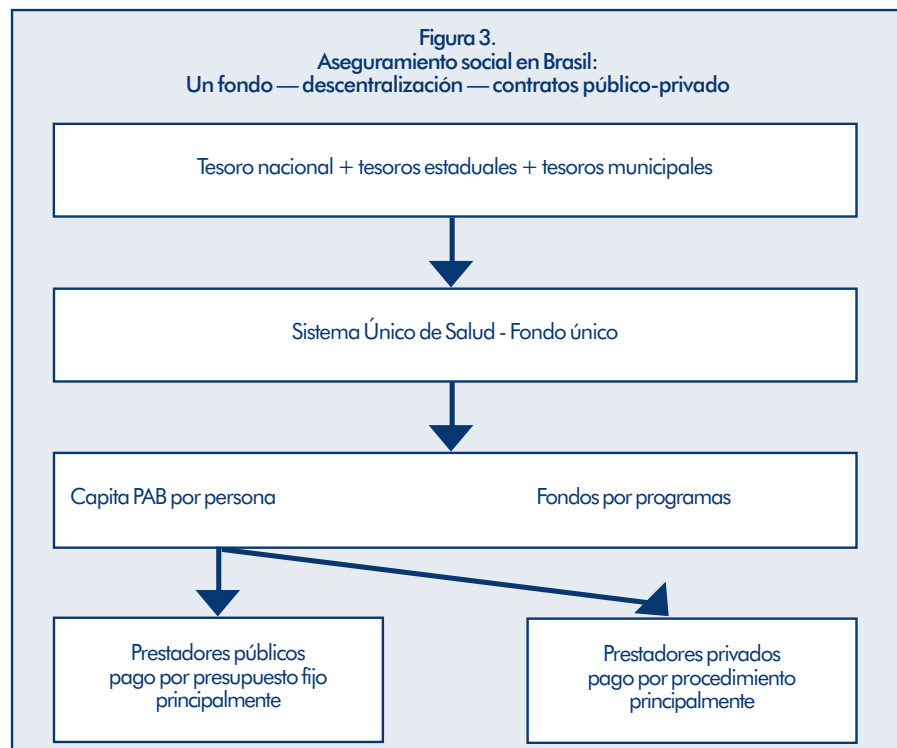 Figura 3.
Aseguramiento social en Brasil:
Un fondo — descentralización — contratos público-privado
Tesoro nacional + tesoros estaduales + tesoros municipales
Sistema Único de Salud - Fondo único
Capita PAB por persona
Fondos por programas
Prestadores públicos
pago por presupuesto fijo
principalmente
Prestadores privados
pago por procedimiento
principalmente